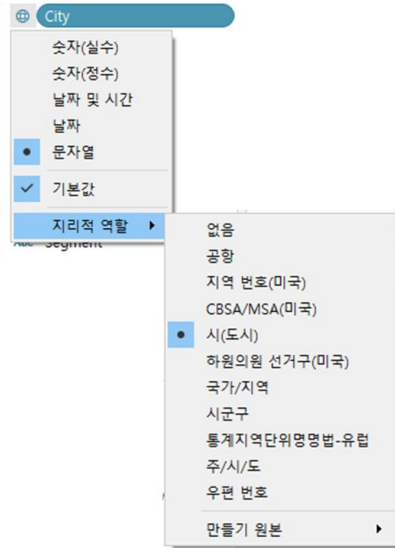 City
숫자(실수)
숫자(정수)
날짜 및 시간
날짜
문자열
기본값
지리적 역할
Abc Segment
없음
공항
지역 번호(미국)
CBSA/MSA(미국)
시(도시)
하원의원 선거구(미국)
국가/지역
시군구
통계지역단위명명법-유럽
주/시/도
우편 번호
만들기 원본